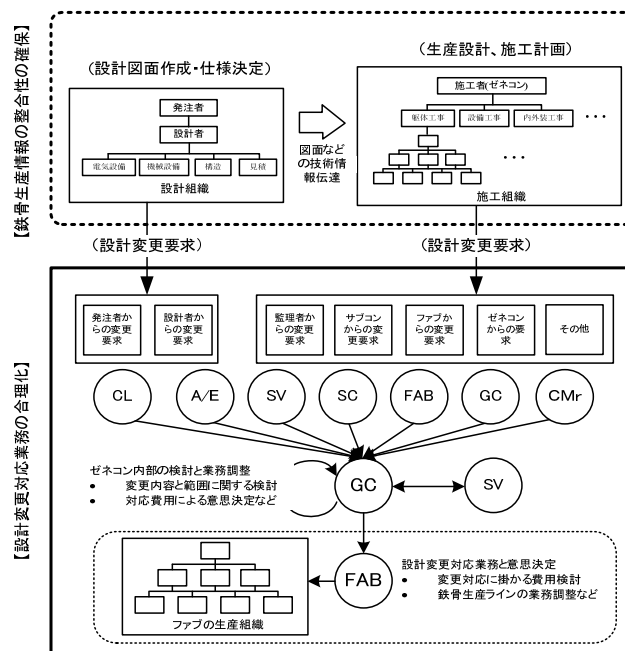 【鉄骨生産情報の整合性の確保】
(設計図面作成・仕様決定)
発注者
設計者
電気設備
機械設備
構造
見積
設計組織
図面など
の技術情
報伝達
(生産設計、施工計画)
施工者(ゼネコン)
躯体工事
設備工事
内外装工事
・・・
・・・
施工組織
(設計変更要求)
(設計変更要求)
【設計変更対応業務の合理化】
発注者か
らの変更
要求
設計者か
らの変更
要求
監理者か
らの変更
要求
サブコン
からの変
更要求
ファブか
らの変更
要求
ゼネコン
からの要
求
その他
CL
A/E
SV
SC
FAB
GC
CMr
ゼネコン内部の検討と業務調整
• 変更内容と範囲に関する検討
• 対応費用による意思決定など
GC
SV
ファブの生産組織
FAB
設計変更対応業務と意思決定
• 変更対応に掛かる費用検討
• 鉄骨生産ラインの業務調整など